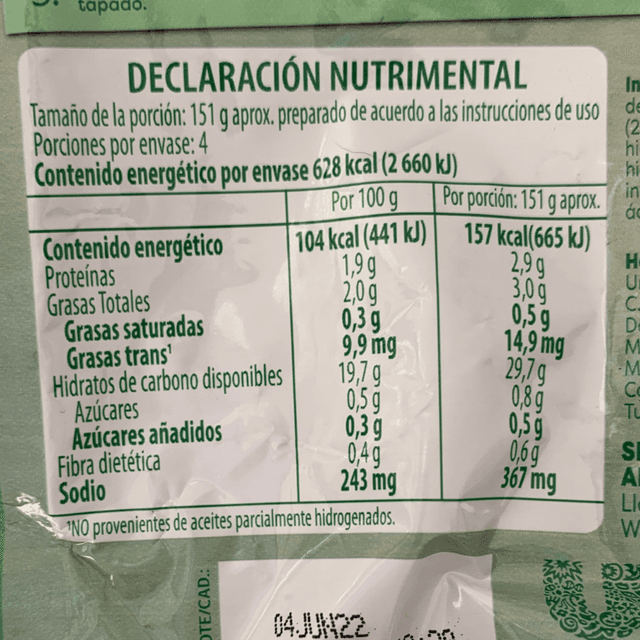 tapado.
DECLARACIÓN NUTRIMENTAL
Tamaño de la porción: 151 g aprox. preparado de acuerdo a las instrucciones de uso
Porciones por envase: 4
Contenido energético por envase 628 kcal (2 660 kJ)
Por 100 g Por porción: 151 g aprox.
Contenido energético 104 kcal (441 kJ) 157 kcal(665 kJ)
Proteínas 1,9 g 2,9 g
Grasas Totales 2,0 g 3,0 g
Grasas saturadas 0,3 g 0,5 g
Grasas trans¹ 9,9 mg 14,9 mg
Hidratos de carbono disponibles 19,7 g 29,7 g
Azúcares 0,5 g 0,8 g
Azúcares añadidos 0,3 g 0,5 g
Fibra dietética 0,4 g 0,6 g
Sodio 243 mg 367 mg
¹NO provenientes de aceites parcialmente hidrogenados.
OTE/CAD.:
04JUN22